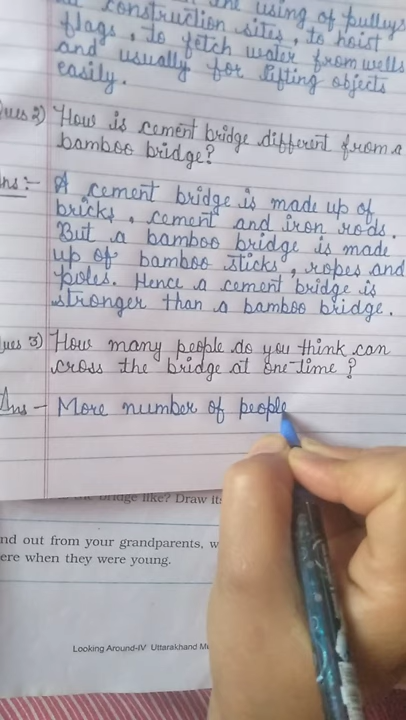 construction sites, to hoist
flags, to fetch water from wells
and usually for lifting objects
easily.
Ques 2) How is cement bridge different from a
bamboo bridge?
Ans:- A cement bridge is made up of
bricks, cement and iron rods.
But a bamboo bridge is made
up of bamboo sticks, ropes and
poles. Hence a cement bridge is
stronger than a bamboo bridge.
Ques 3) How many people do you think can
cross the bridge at one time?
Ans - More number of people
bridge like? Draw it
nd out from your grandparents, w
ere when they were young.
Looking Around-IV Uttarakhand